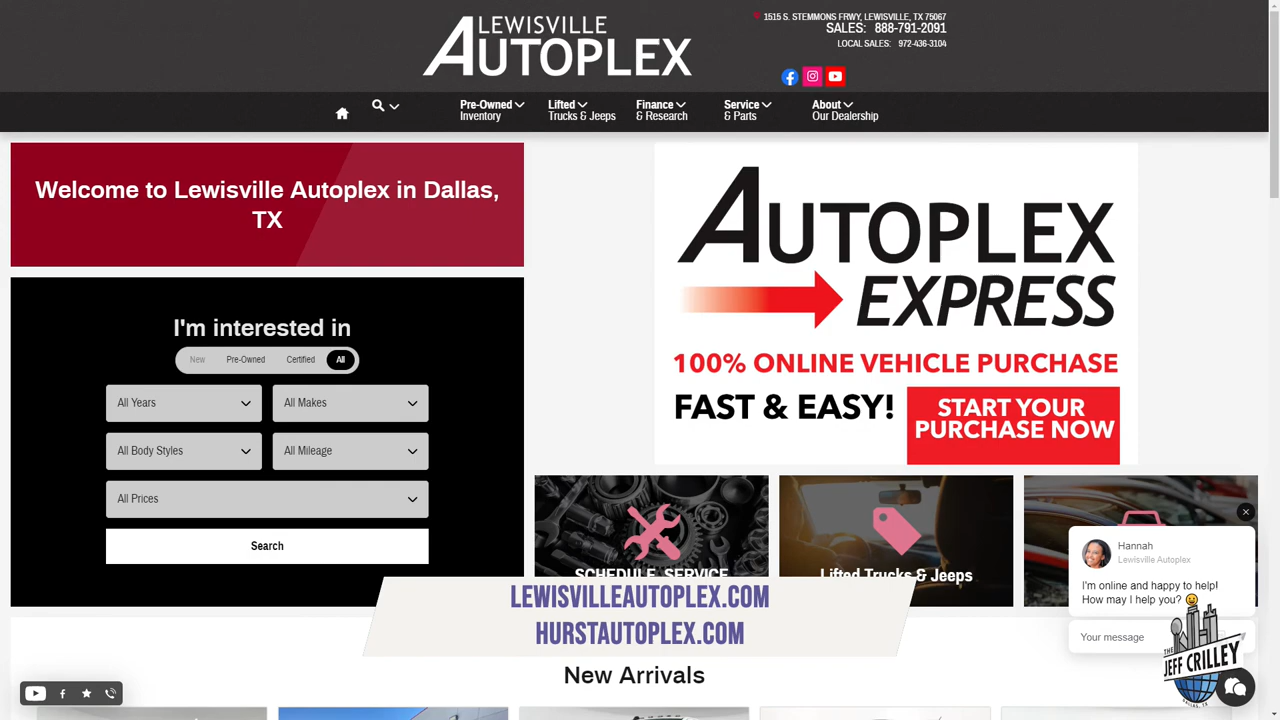 LEWISVILLE
AUTOPLEX
1515 S. STEMMONS FRWY, LEWISVILLE, TX 75067
SALES: 888-791-2091
LOCAL SALES: 972-436-3104
Pre-Owned
Inventory
Lifted
Trucks & Jeeps
Finance
& Research
Service
& Parts
About
Our Dealership
Welcome to Lewisville Autoplex in Dallas,
TX
I'm interested in
New Pre-Owned Certified All
All Years
All Makes
All Body Styles
All Mileage
All Prices
Search
AUTOPLEX
EXPRESS
100% ONLINE VEHICLE PURCHASE
FAST & EASY!
START YOUR
PURCHASE NOW
SCHEDULE SERVICE
Lifted Trucks & Jeeps
Hannah
Lewisville Autoplex
I'm online and happy to help!
How may I help you?
Your message
LEWISVILLEAUTOPLEX.COM
HURSTAUTOPLEX.COM
THE
JEFF CRILLEY
DALLAS, TX
New Arrivals